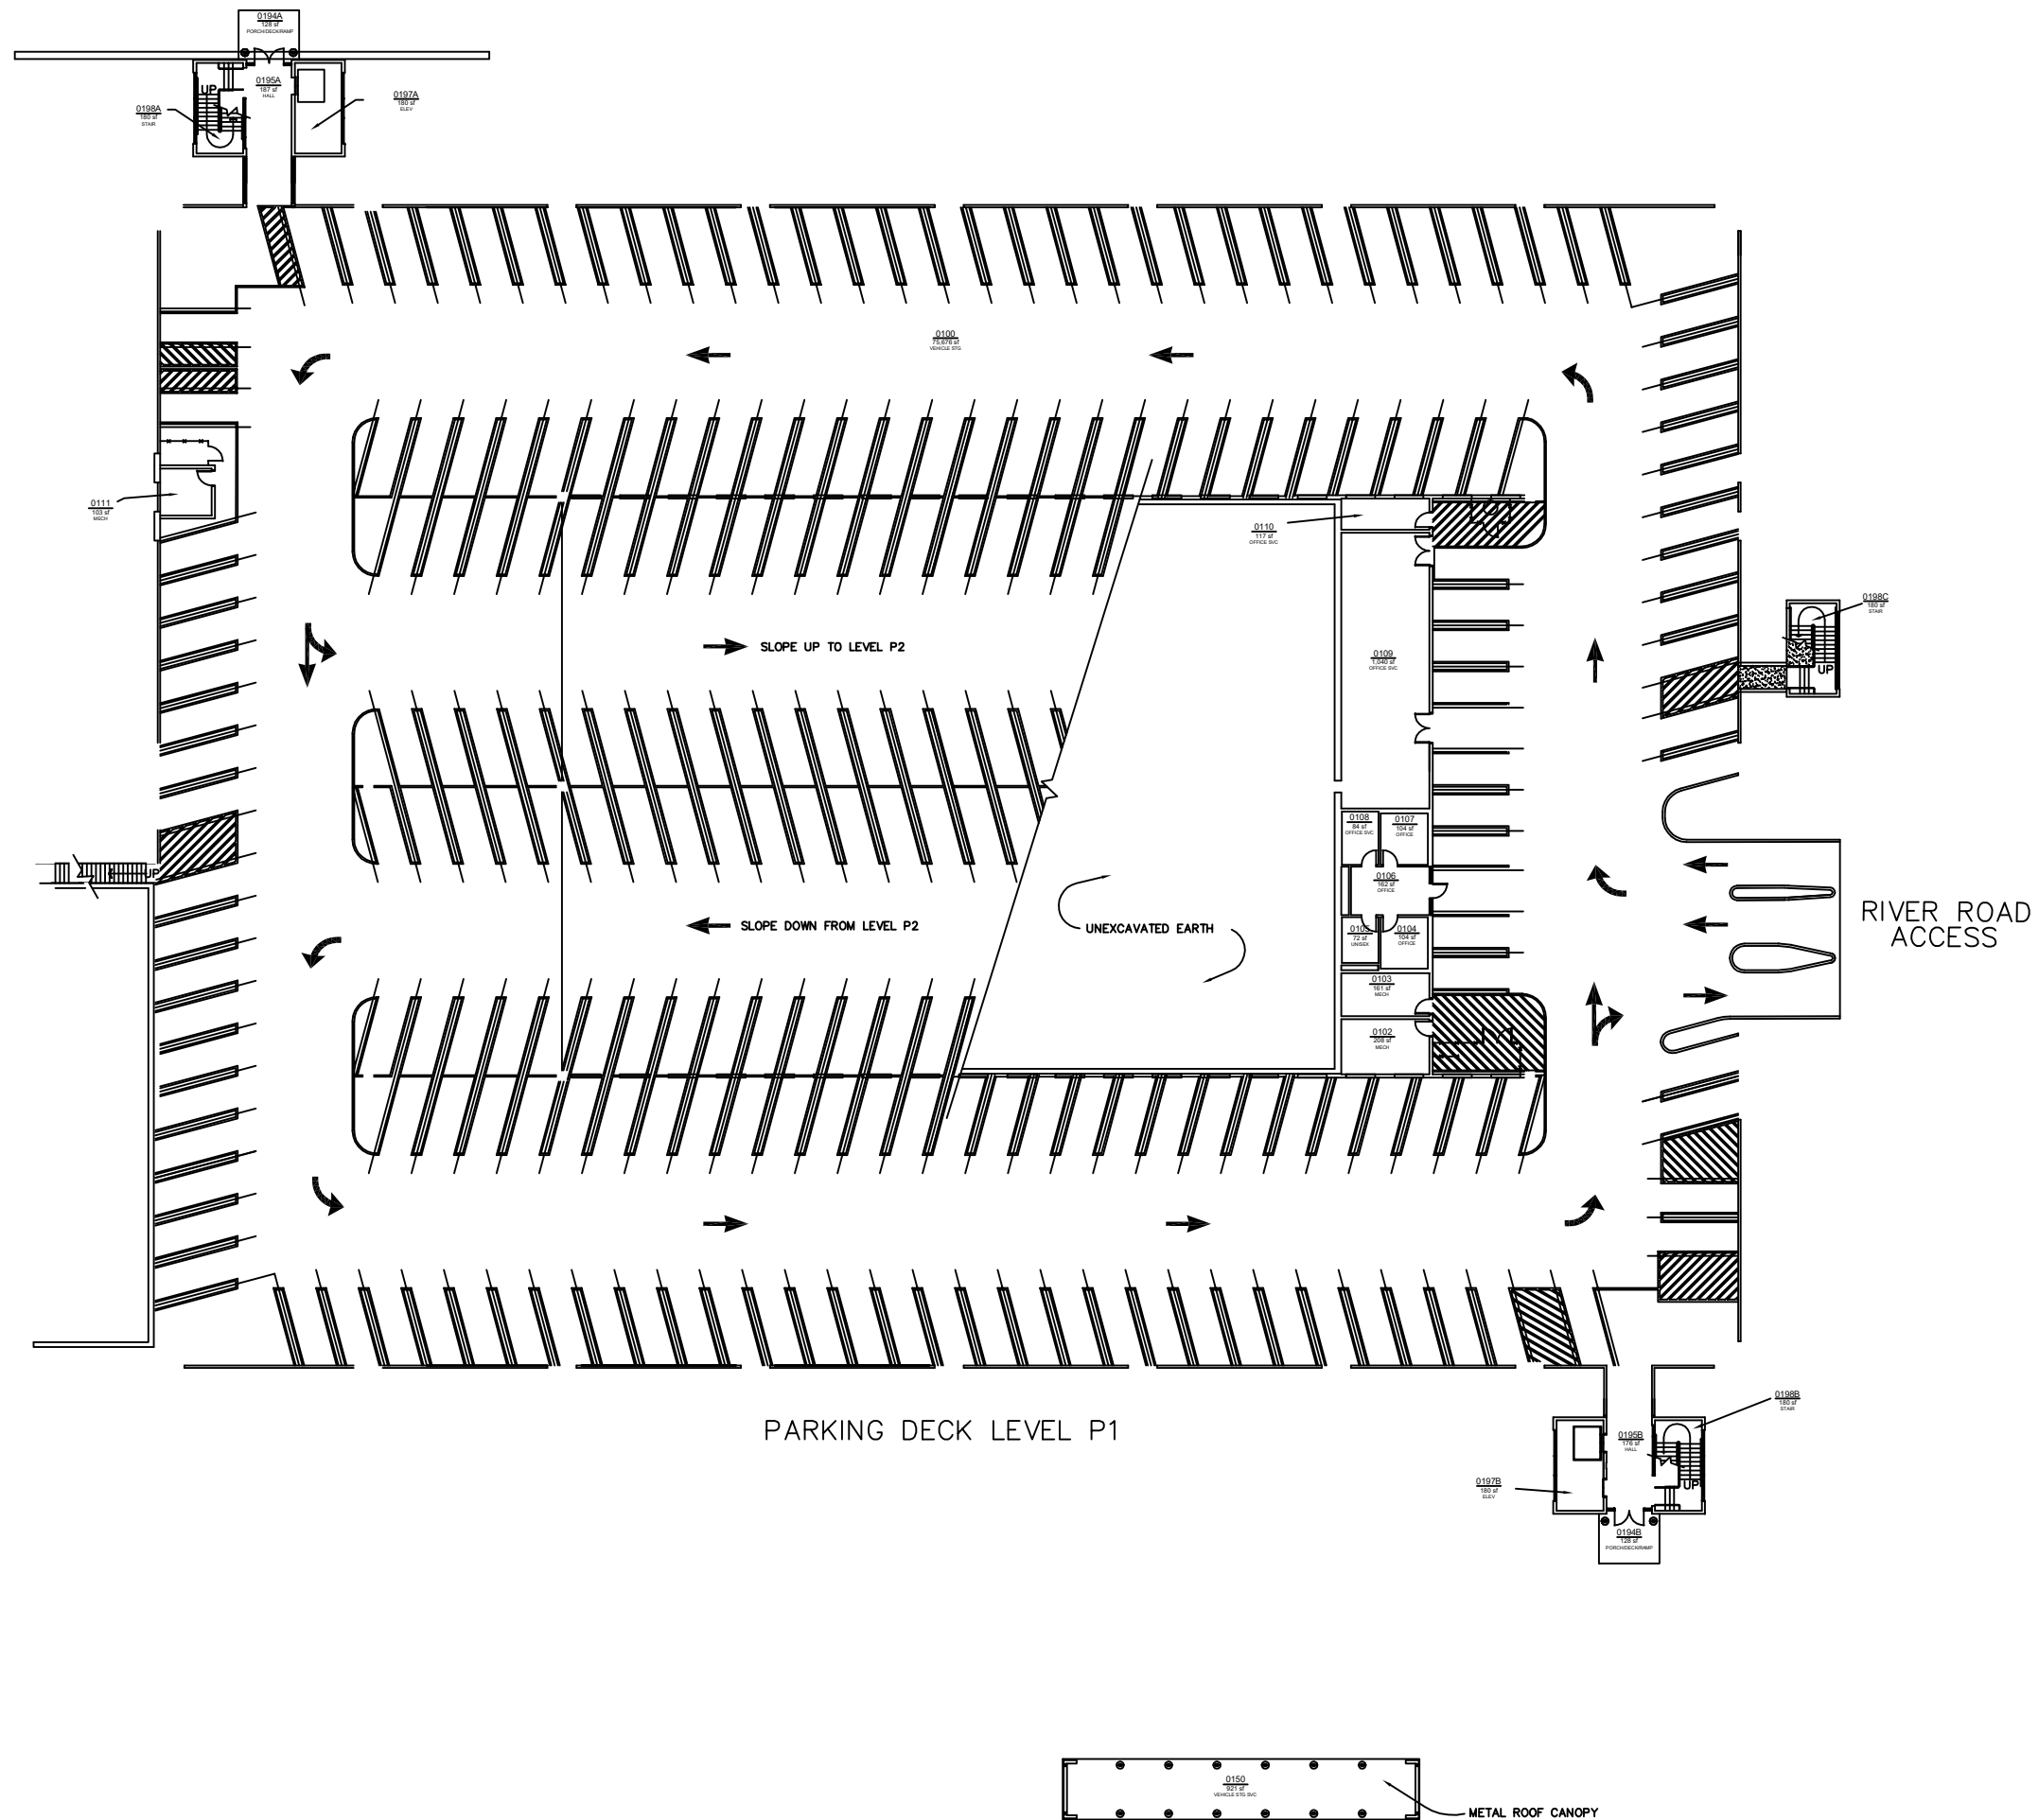 0194A
128 sf
PORCH/DECK/RAMP
0195A
187 sf
HALL
UP
0197A
180 sf
ELEV
0198A
180 sf
STAIR
0100
75,676 sf
VEHICLE STG
0111
103 sf
MECH
0110
117 sf
OFFICE SVC
0198C
180 sf
STAIR
UP
SLOPE UP TO LEVEL P2
0109
1,040 sf
OFFICE SVC
0108
84 sf
OFFICE SVC
0107
104 sf
OFFICE
UP
0106
162 sf
OFFICE
RIVER ROAD
ACCESS
SLOPE DOWN FROM LEVEL P2
UNEXCAVATED EARTH
0105
72 sf
UNISEX
0104
104 sf
OFFICE
0103
161 sf
MECH
0102
208 sf
MECH
PARKING DECK LEVEL P1
0198B
180 sf
STAIR
0195B
176 sf
HALL
0197B
180 sf
ELEV
UP
0194B
128 sf
PORCH/DECK/RAMP
0150
921 sf
VEHICLE STG SVC
METAL ROOF CANOPY